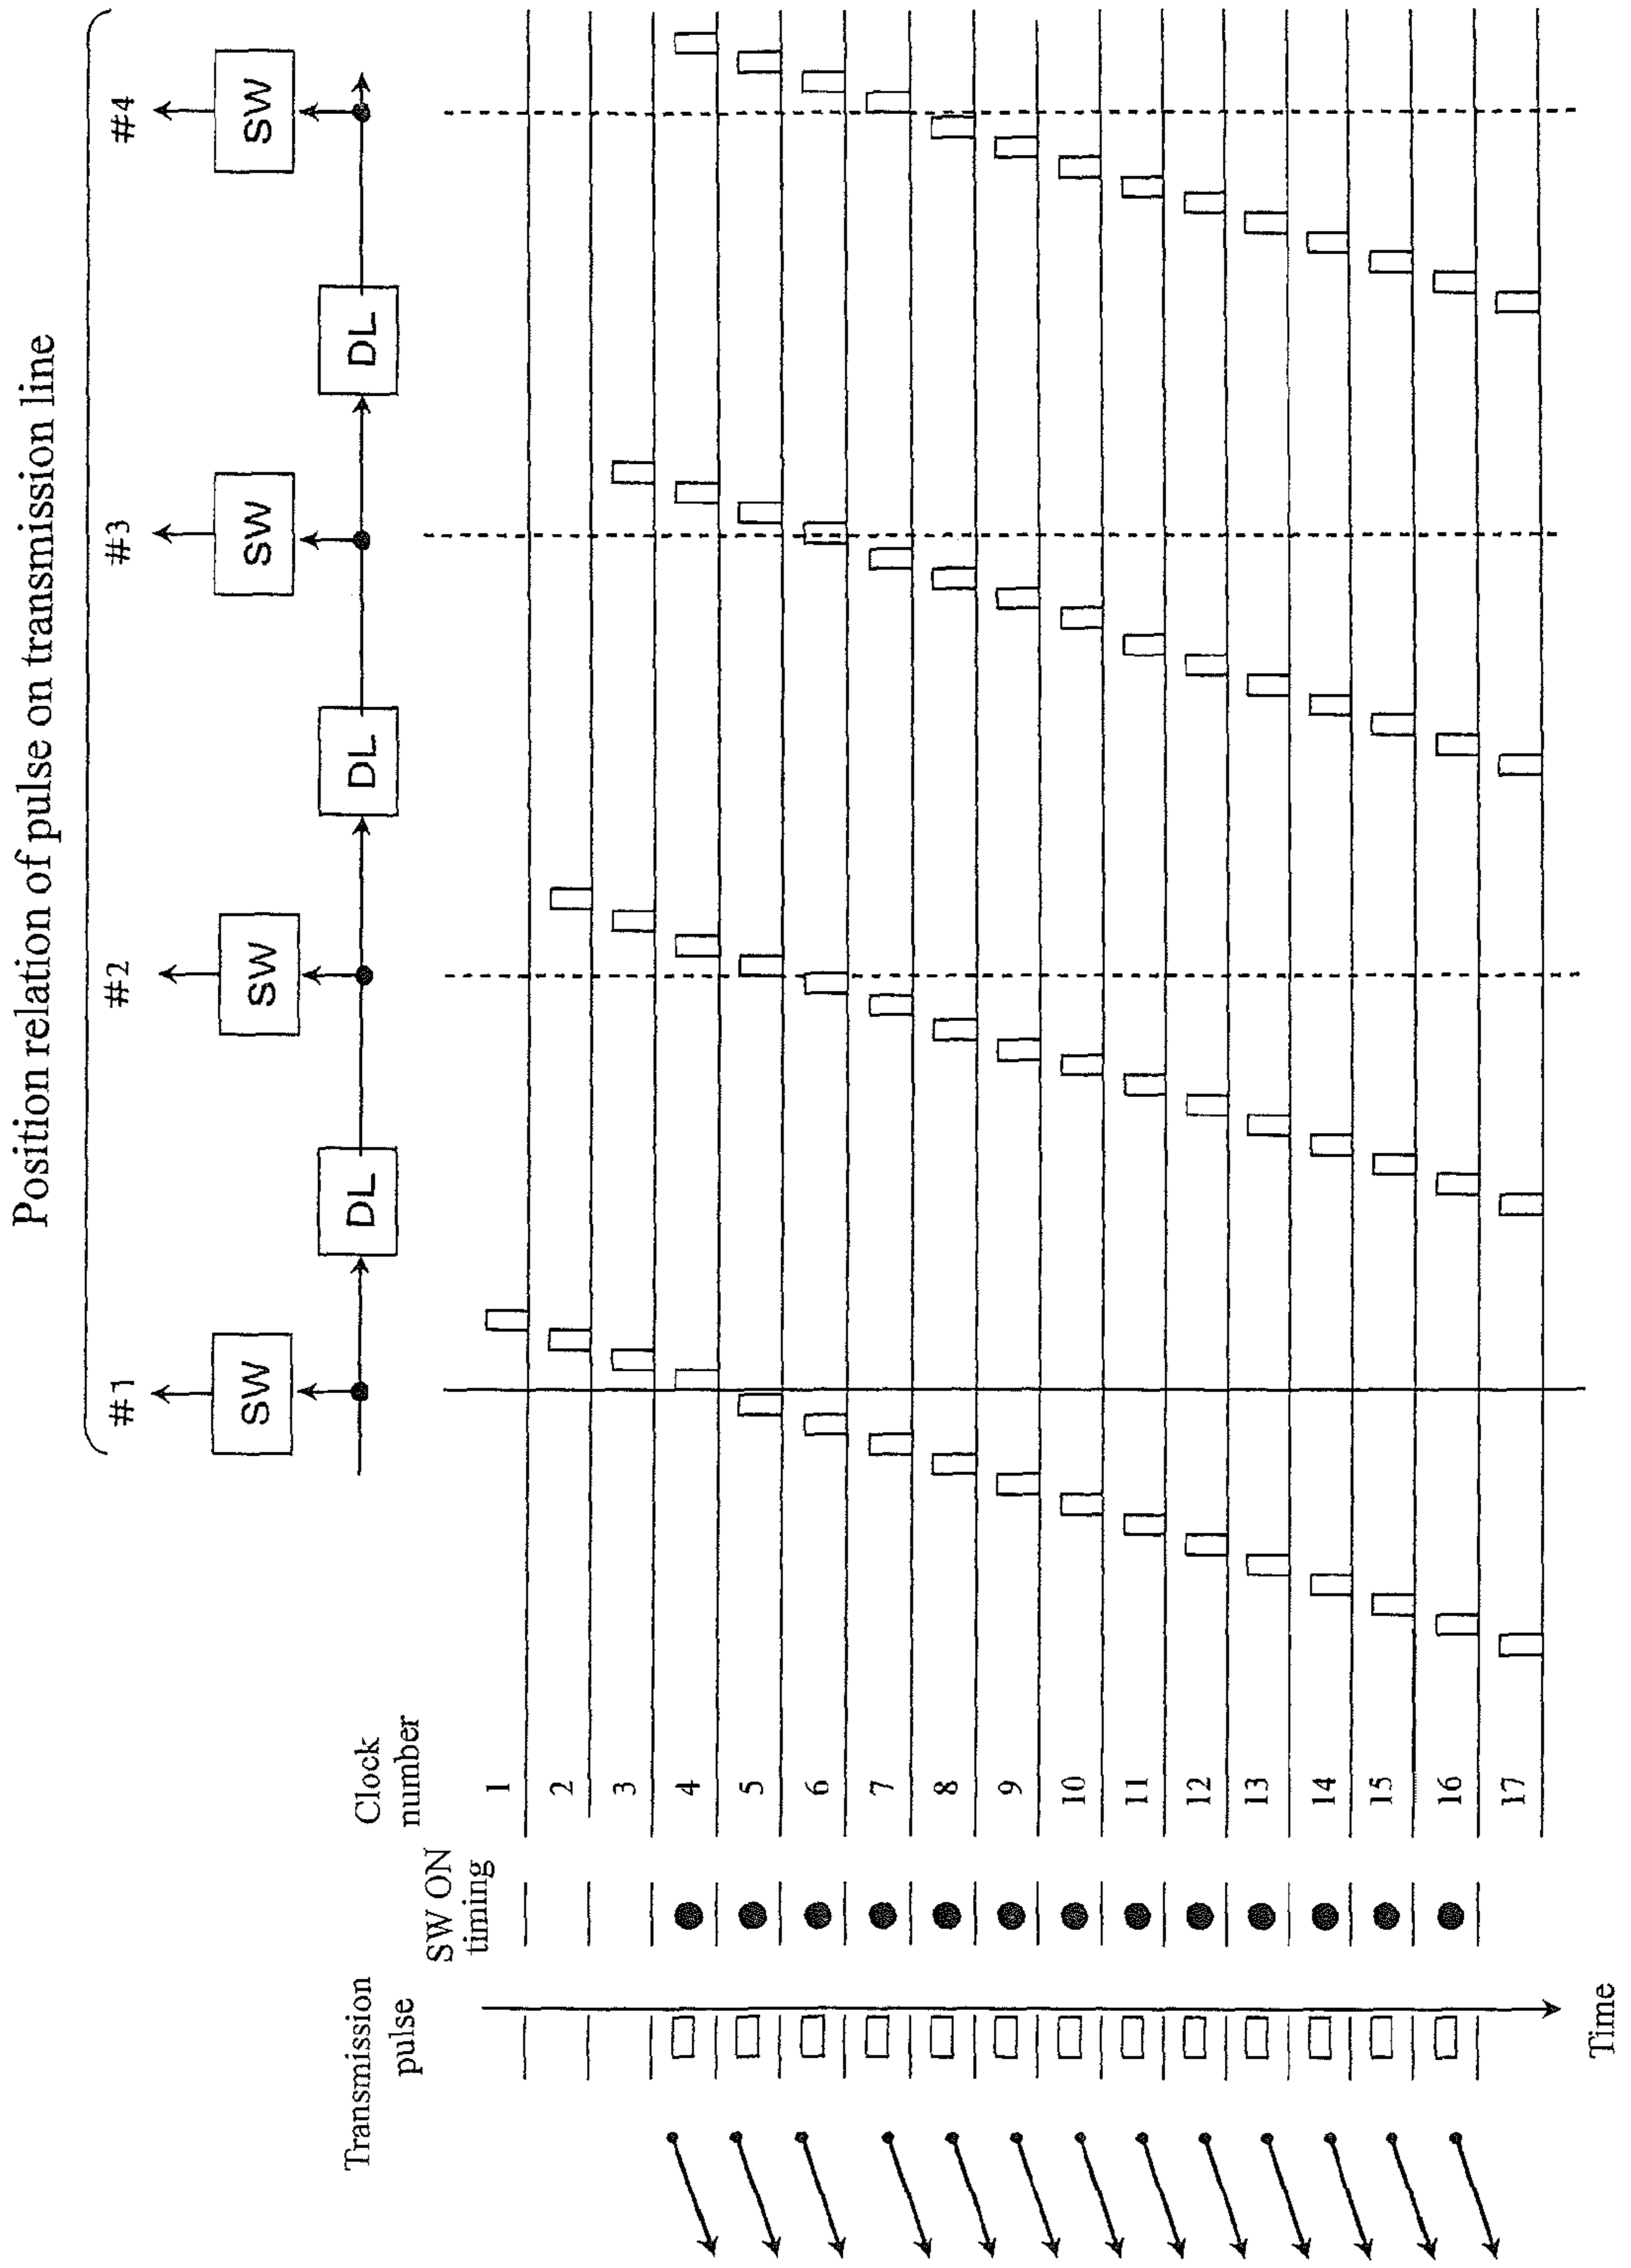 Position relation of pulse on transmission line
#1
#2
#3
#4
SW
SW
SW
SW
DL
DL
DL
Transmission
pulse
SW ON
timing
Clock
number
1
2
3
4
5
6
7
8
9
10
11
12
13
14
15
16
17
Time